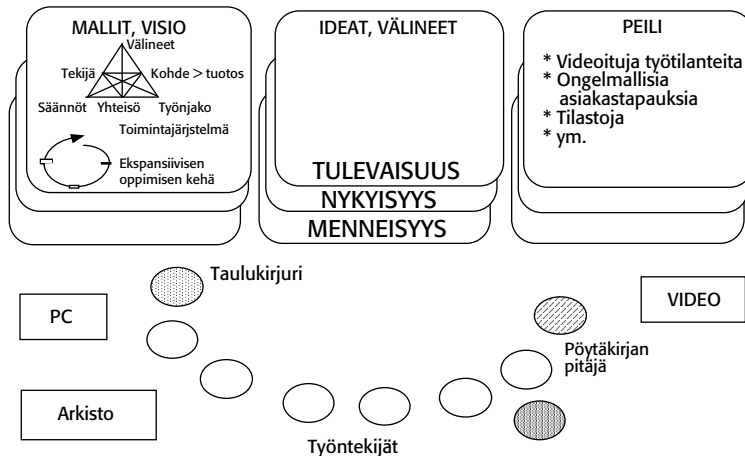 MALLIT, VISIO
Välineet
Tekijä
Kohde > tuotos
Säännöt
Yhteisö
Työnjako
Toimintajärjstelmä
Ekspansiivisen
oppimisen kehä
IDEAT, VÄLINEET
TULEVAISUUS
NYKYISYYS
MENNEISYYS
PEILI
* Videoituja työtilanteita
* Ongelmallisia
asiakastapauksia
* Tilastoja
* ym.
Taulukirjuri
PC
VIDEO
Pöytäkirjan
pitäjä
Arkisto
Työntekijät